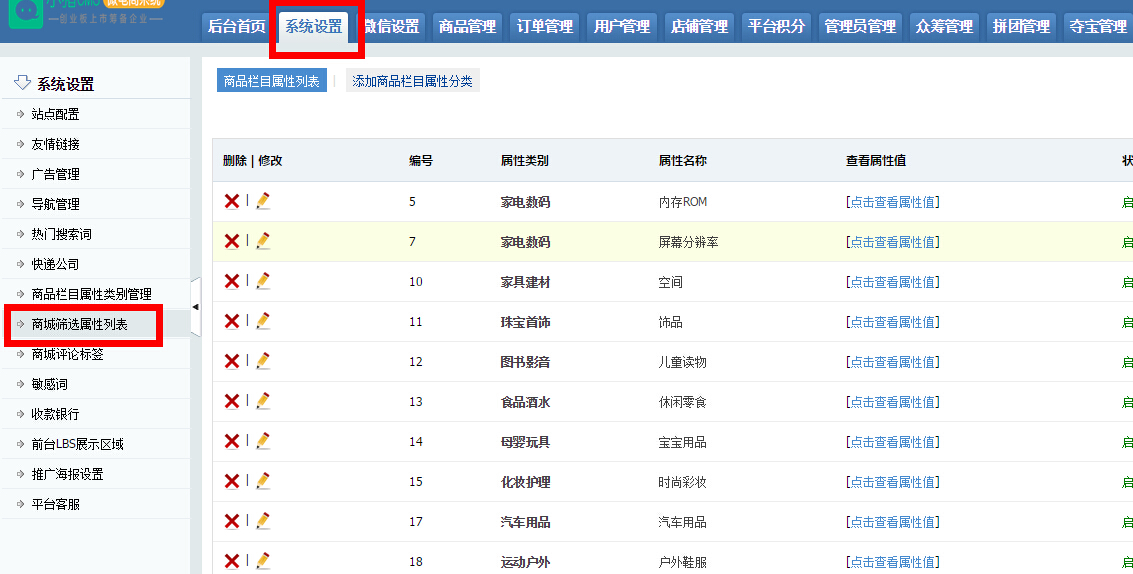 小猪CMS 微电商系统
—创业板上市筹备企业—
后台首页 系统设置 微信设置 商品管理 订单管理 用户管理 店铺管理 平台积分 管理员管理 众筹管理 拼团管理 夺宝管理
系统设置
站点配置
友情链接
广告管理
导航管理
热门搜索词
快递公司
商品栏目属性类别管理
商城筛选属性列表
商城评论标签
敏感词
收款银行
前台LBS展示区域
推广海报设置
平台客服
商品栏目属性列表 | 添加商品栏目属性分类
删除 | 修改 编号 属性类别 属性名称 查看属性值 状
| 5 家电数码 内存ROM [点击查看属性值] 启
| 7 家电数码 屏幕分辨率 [点击查看属性值] 启
| 10 家具建材 空间 [点击查看属性值] 启
| 11 珠宝首饰 饰品 [点击查看属性值] 启
| 12 图书影音 儿童读物 [点击查看属性值] 启
| 13 食品酒水 休闲零食 [点击查看属性值] 启
| 14 母婴玩具 宝宝用品 [点击查看属性值] 启
| 15 化妆护理 时尚彩妆 [点击查看属性值] 启
| 17 汽车用品 汽车用品 [点击查看属性值] 启
| 18 运动户外 户外鞋服 [点击查看属性值] 启